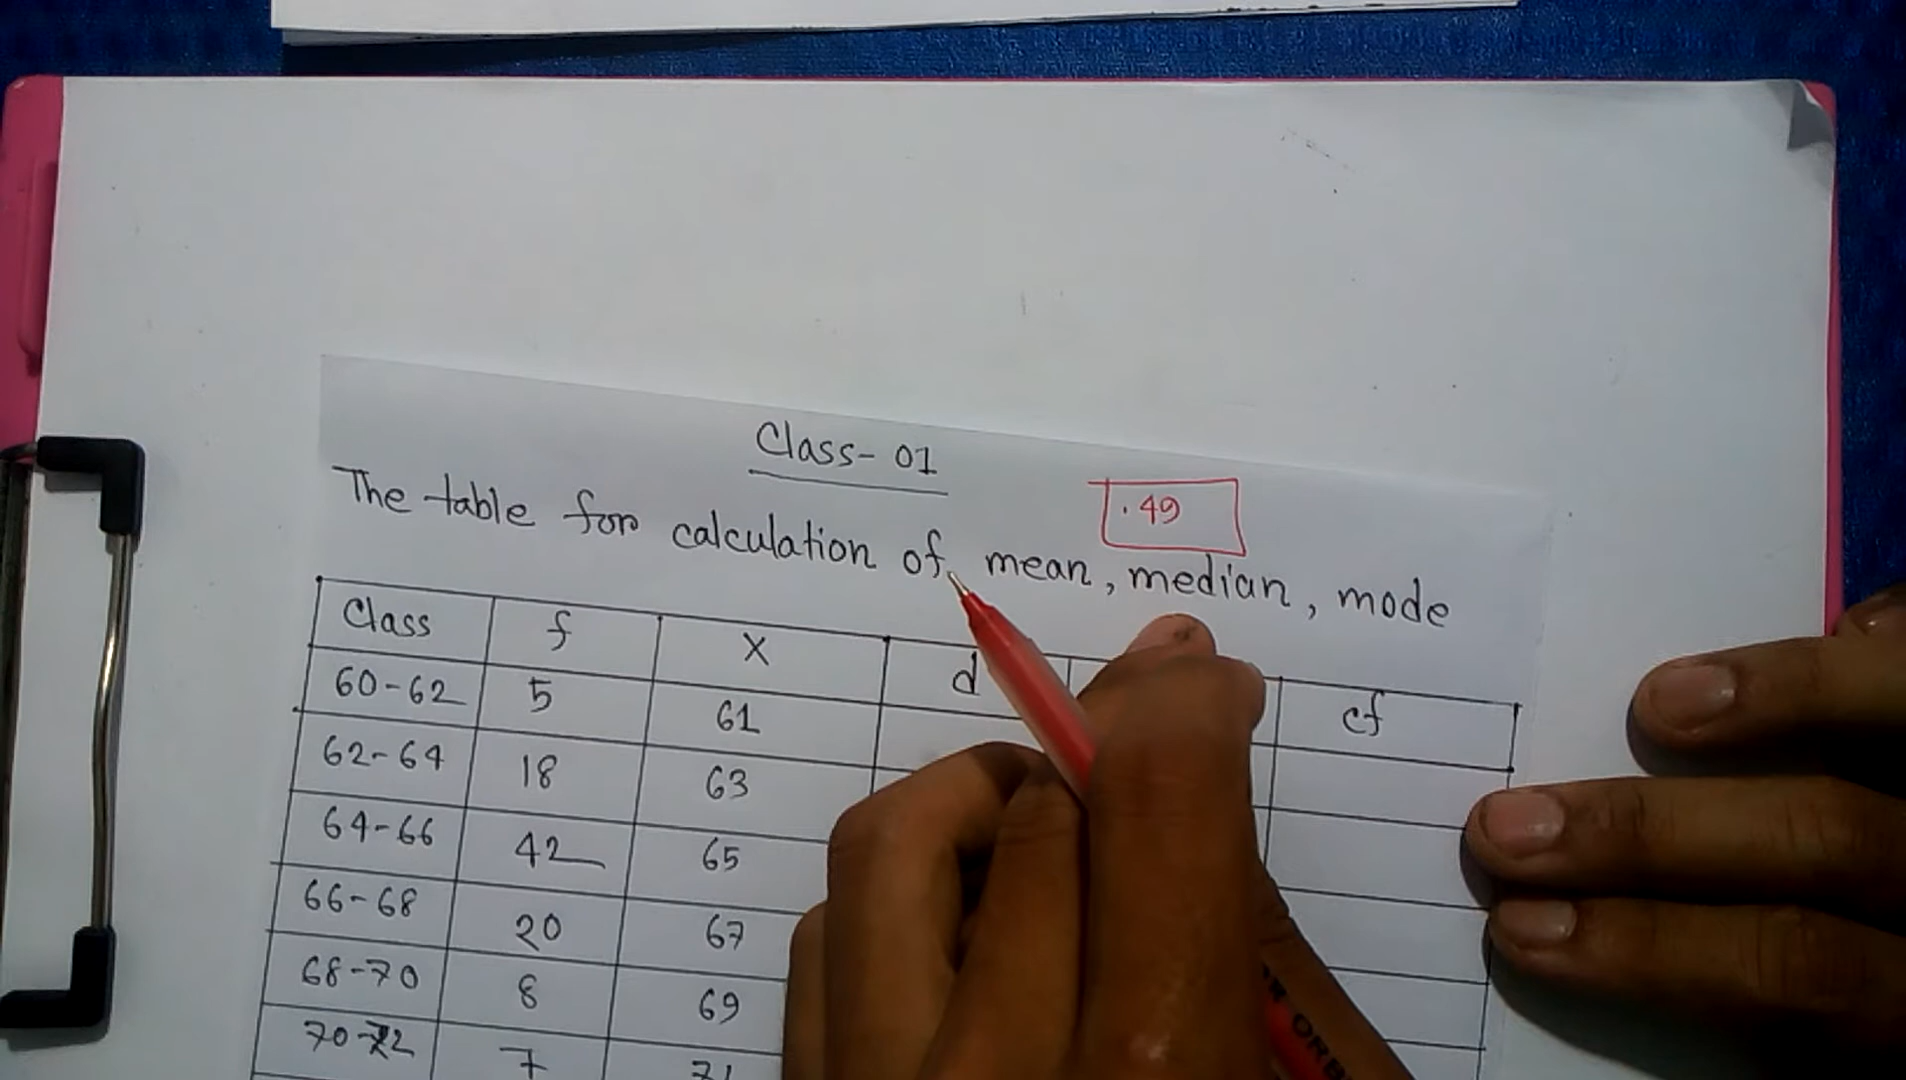 Class- 01
.49
The table for calculation of mean, median, mode
Class f X d cf
60-62 5 61
62-64 18 63
64-66 42 65
66-68 20 67
68-70 8 69
70-72 7 71